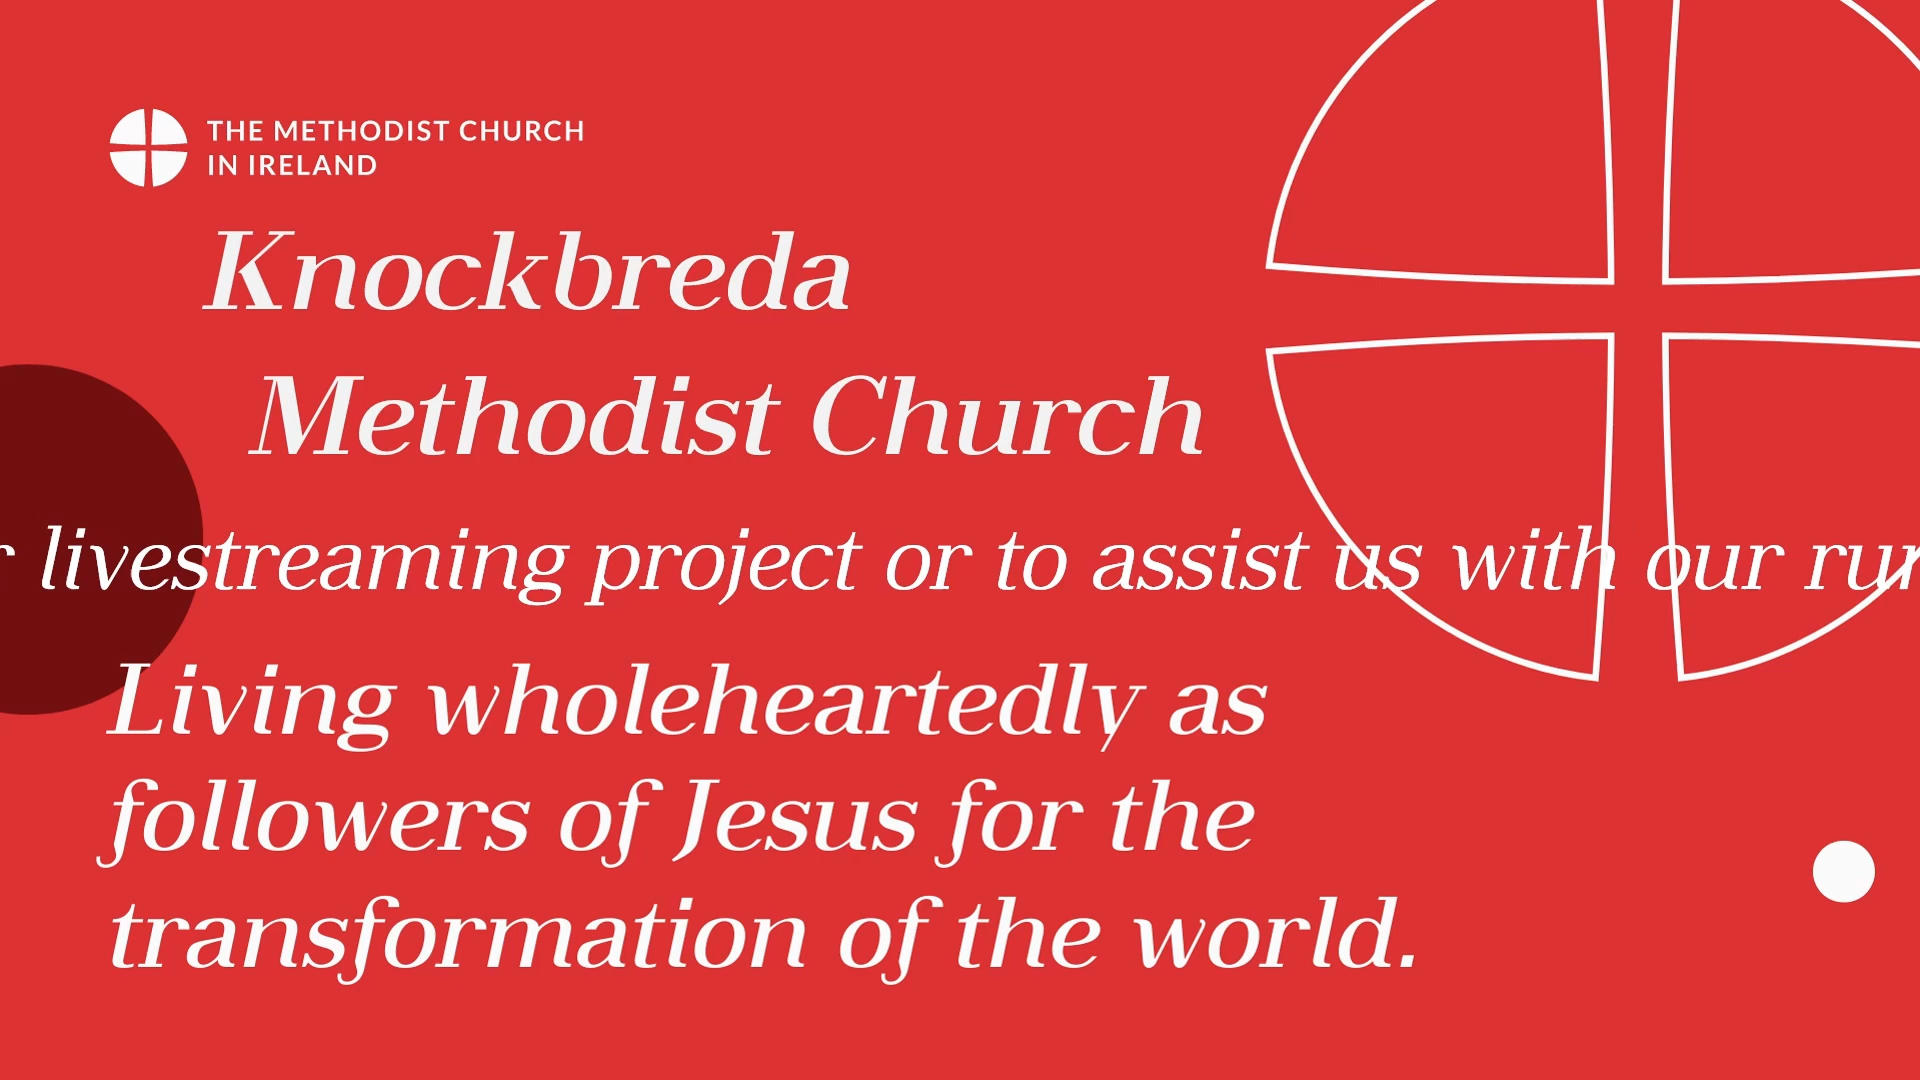 THE METHODIST CHURCH
IN IRELAND
Knockbreda
Methodist Church
livestreaming project or to assist us with our
Living wholeheartedly as
followers of Jesus for the
transformation of the world.